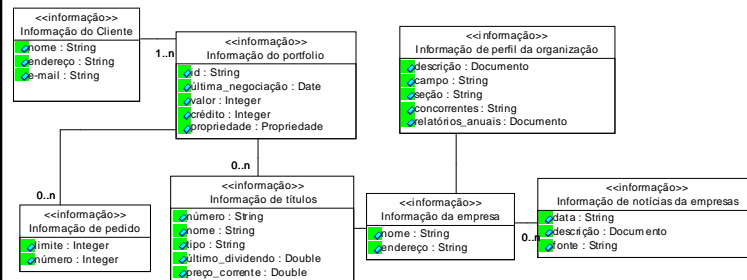 <<informação>>
Informação do Cliente
nome : String
endereço : String
e-mail : String
1..n
<<informação>>
Informação do portfolio
id : String
última_negociação : Date
valor : Integer
crédito : Integer
propriedade : Propriedade
<<informação>>
Informação de perfil da organização
descrição : Documento
campo : String
seção : String
concorrentes : String
relatórios_anuais : Documento
0..n
0..n
<<informação>>
Informação de pedido
limite : Integer
número : Integer
<<informação>>
Informação de títulos
número : String
nome : String
tipo : String
último_dividendo : Double
preço_corrente : Double
<<informação>>
Informação da empresa
nome : String
endereço : String
0..n
<<informação>>
Informação de notícias da empresas
data : String
descrição : Documento
fonte : String